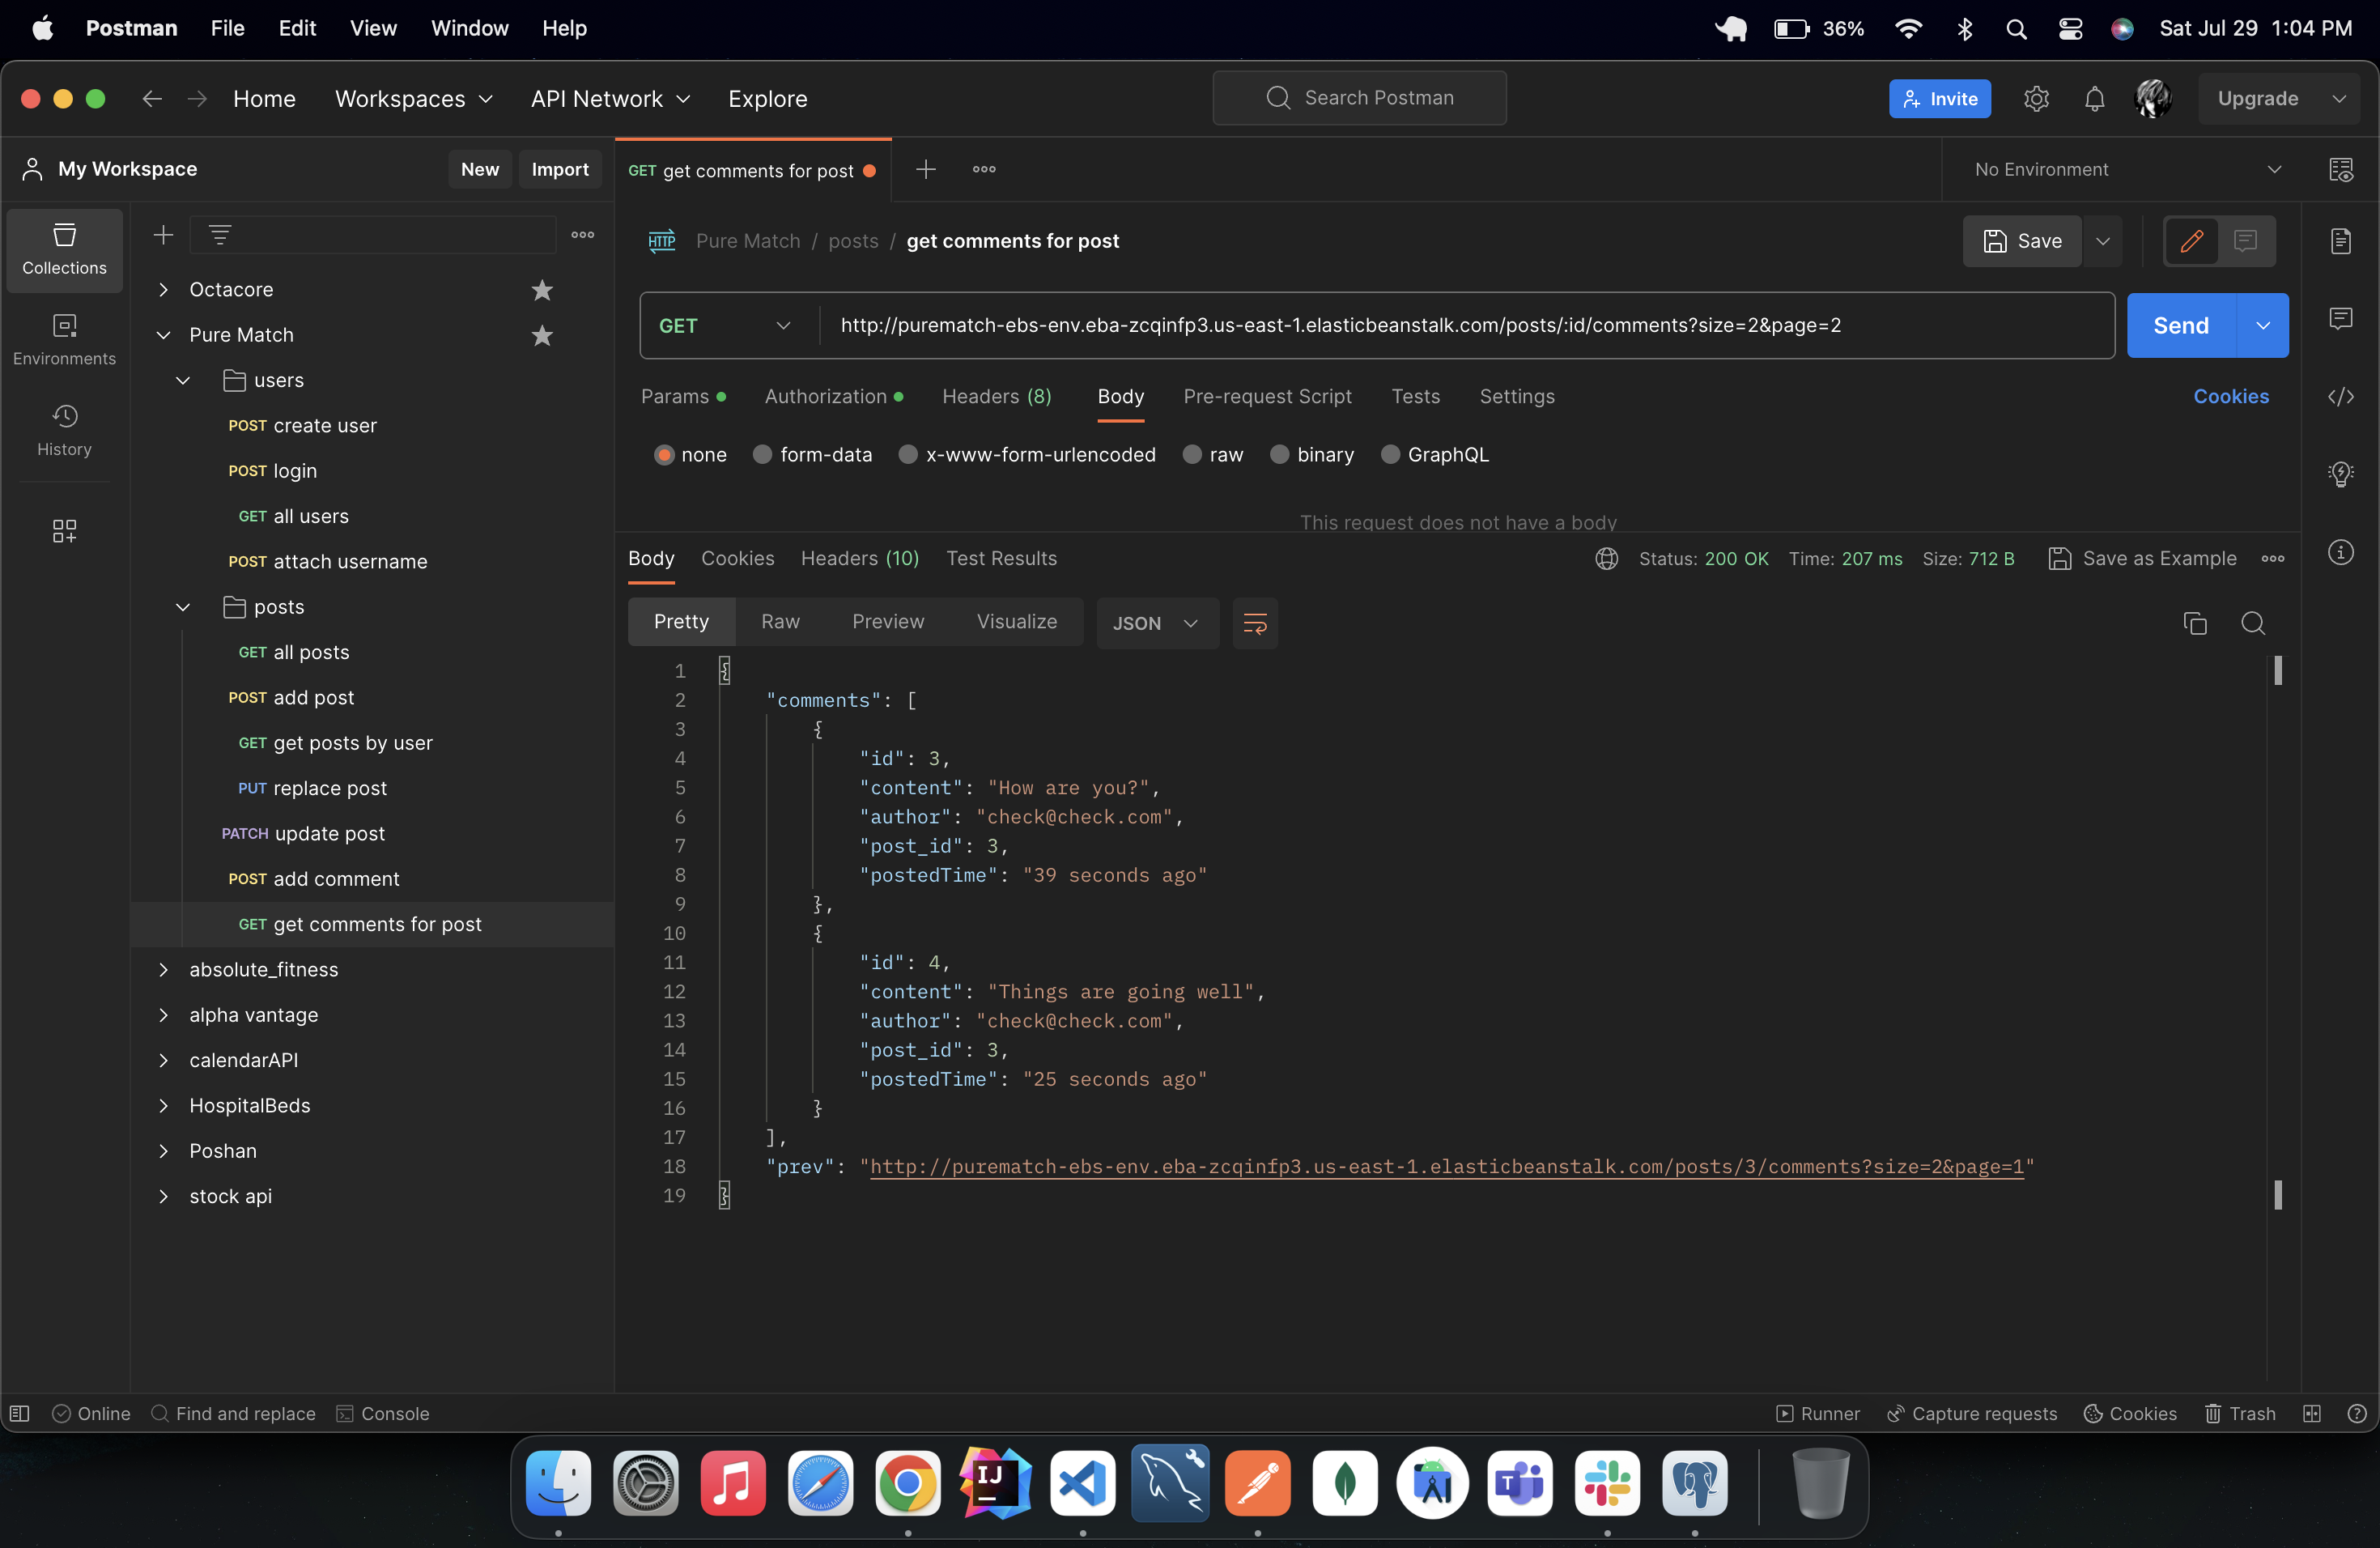 Postman File Edit View Window Help 36% Sat Jul 29 1:04 PM
Home Workspaces API Network Explore Search Postman Invite Upgrade
My Workspace New Import GET get comments for post No Environment
Collections
Environments
History
Octacore
Pure Match
users
POST create user
POST login
GET all users
POST attach username
posts
GET all posts
POST add post
GET get posts by user
PUT replace post
PATCH update post
POST add comment
GET get comments for post
absolute_fitness
alpha vantage
calendarAPI
HospitalBeds
Poshan
stock api
HTTP Pure Match / posts / get comments for post Save
GET http://purematch-ebs-env.eba-zcqinfp3.us-east-1.elasticbeanstalk.com/posts/:id/comments?size=2&page=2 Send
Params Authorization Headers (8) Body Pre-request Script Tests Settings Cookies
none form-data x-www-form-urlencoded raw binary GraphQL
This request does not have a body
Body Cookies Headers (10) Test Results Status: 200 OK Time: 207 ms Size: 712 B Save as Example
Pretty Raw Preview Visualize JSON
1 {
2 "comments": [
3 {
4 "id": 3,
5 "content": "How are you?",
6 "author": "check@check.com",
7 "post_id": 3,
8 "postedTime": "39 seconds ago"
9 },
10 {
11 "id": 4,
12 "content": "Things are going well",
13 "author": "check@check.com",
14 "post_id": 3,
15 "postedTime": "25 seconds ago"
16 }
17 ],
18 "prev": "http://purematch-ebs-env.eba-zcqinfp3.us-east-1.elasticbeanstalk.com/posts/3/comments?size=2&page=1"
19 }
Online Find and replace Console Runner Capture requests Cookies Trash
IJ
T